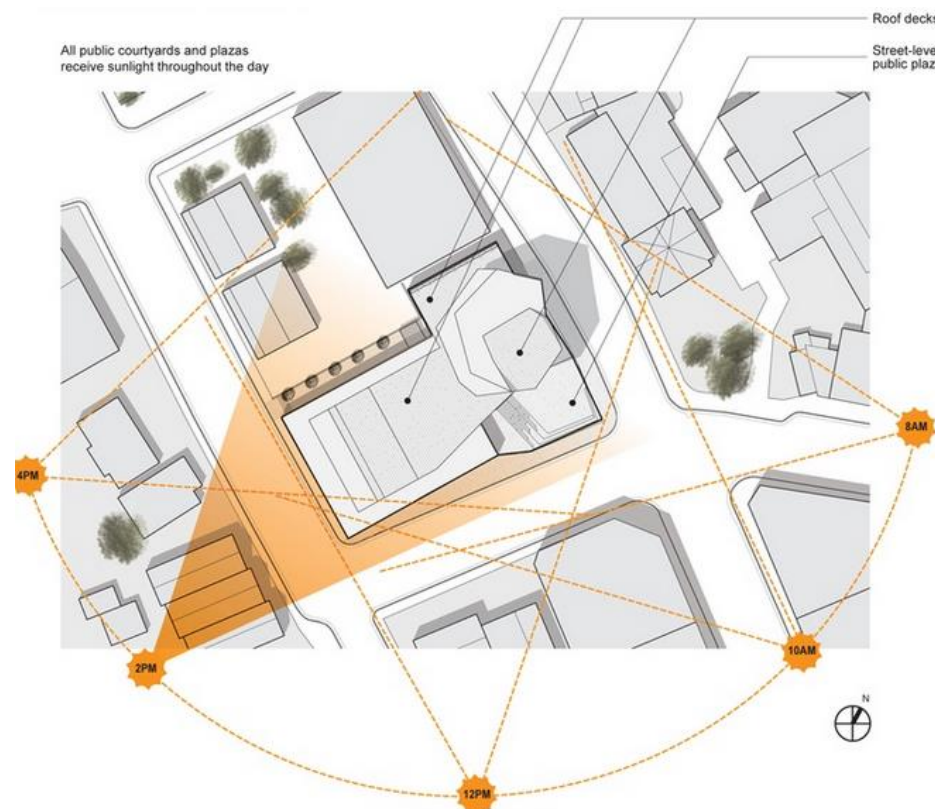 Roof decks
All public courtyards and plazas
receive sunlight throughout the day
Street-leve
public plaz
8AM
4PM
10AM
2PM
N
12PM